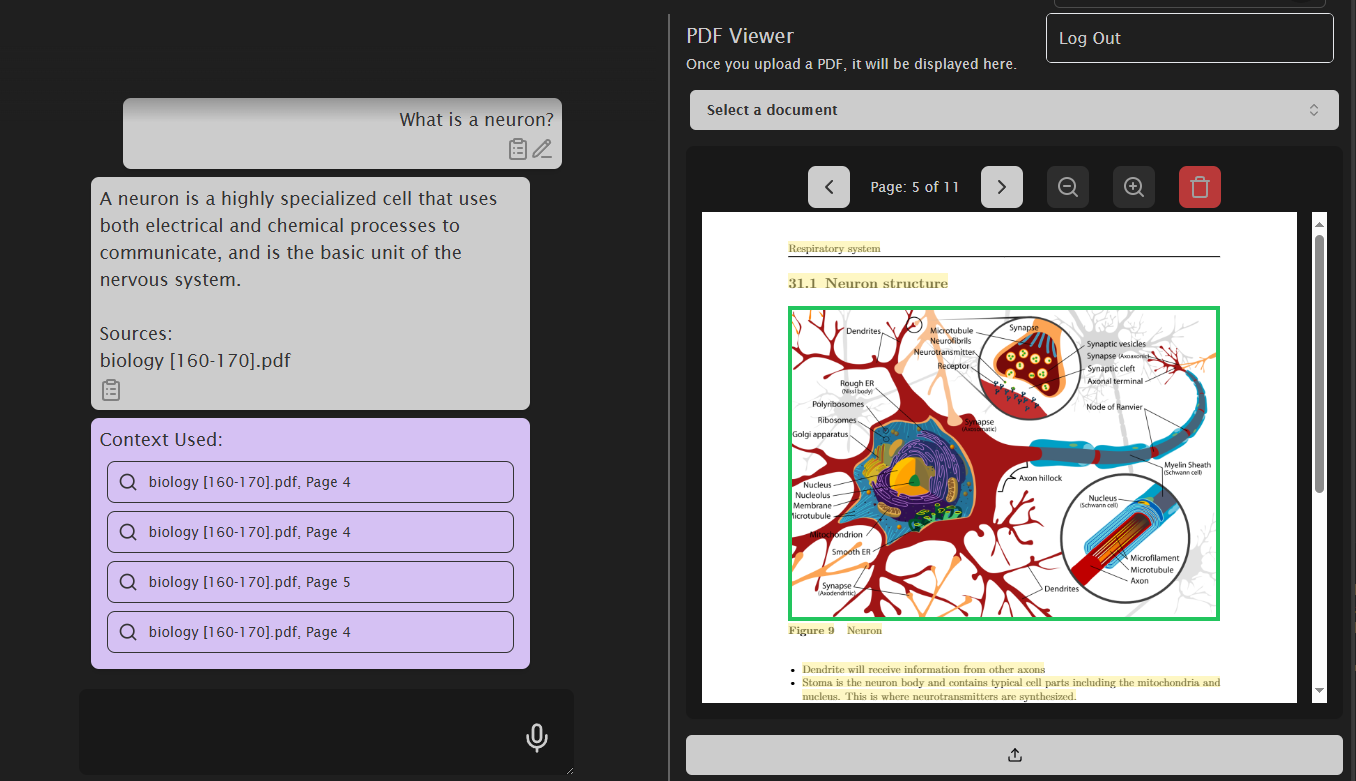 What is a neuron?
A neuron is a highly specialized cell that uses
both electrical and chemical processes to
communicate, and is the basic unit of the
nervous system.
Sources:
biology [160-170].pdf
Context Used:
biology [160-170].pdf, Page 4
biology [160-170].pdf, Page 4
biology [160-170].pdf, Page 5
biology [160-170].pdf, Page 4
PDF Viewer
Once you upload a PDF, it will be displayed here.
Log Out
Select a document
Page: 5 of 11
Respiratory system
31.1 Neuron structure
Dendrites
Microtubule
Neurofibrils
Neurotransmitter
Receptor
Synapse
Synaptic vesicles
Synapse (Axoaxonic)
Synaptic cleft
Axonal terminal
Node of Ranvier
Rough ER
(Nissl body)
Polyribosomes
Ribosomes
Golgi apparatus
Synapse
(Axosomatic)
Myelin Sheath
(Schwann cell)
Axon hillock
Nucleus
Nucleolus
Membrane
Microtubule
Mitochondrion
Smooth ER
Synapse
(Axodendritic)
Nucleus
(Schwann cell)
Microfilament
Microtubule
Axon
Dendrites
Figure 9 Neuron
• Dendrite will receive information from other axons
• Stoma is the neuron body and contains typical cell parts including the mitochondria and
nucleus. This is where neurotransmitters are synthesized.